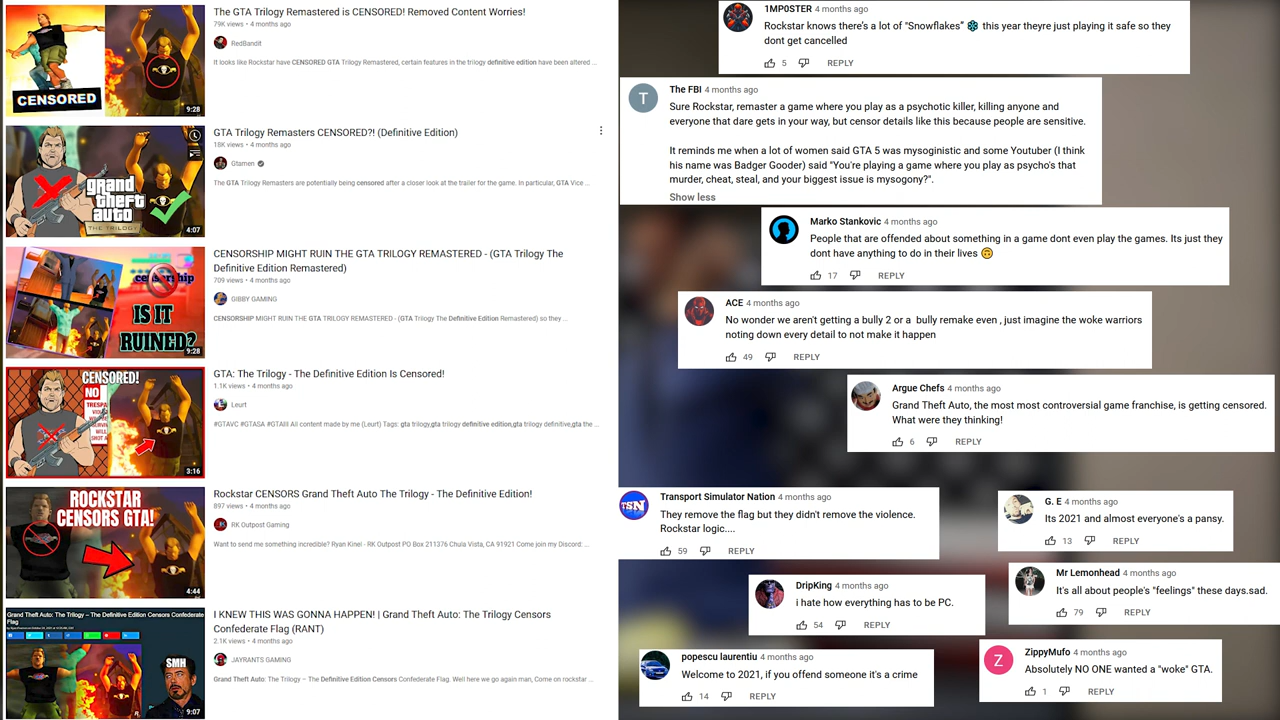 The GTA Trilogy Remastered is CENSORED! Removed Content Worries!
79K views • 4 months ago
RedBandit
It looks like Rockstar have CENSORED GTA Trilogy Remastered, certain features in the trilogy definitive edition have been altered ...
CENSORED
9:28
GTA Trilogy Remasters CENSORED?! (Definitive Edition)
18K views • 4 months ago
Gtamen
The GTA Trilogy Remasters are potentially being censored after a closer look at the trailer for the game. In particular, GTA Vice ...
grand
theft
auto
THE TRILOGY
4:07
CENSORSHIP MIGHT RUIN THE GTA TRILOGY REMASTERED - (GTA Trilogy The
Definitive Edition Remastered)
709 views • 4 months ago
GIBBY GAMING
CENSORSHIP MIGHT RUIN THE GTA TRILOGY REMASTERED - (GTA Trilogy The Definitive Edition Remastered) so they ...
censorship
IS IT
RUINED?
9:28
GTA: The Trilogy - The Definitive Edition Is Censored!
1.1K views • 4 months ago
Leurt
#GTAVC #GTASA #GTAIII All content made by me (Leurt) Tags: gta trilogy,gta trilogy definitive edition,gta trilogy definitive,gta the ...
CENSORED!
NO
3:16
Rockstar CENSORS Grand Theft Auto The Trilogy - The Definitive Edition!
897 views • 4 months ago
RK Outpost Gaming
Want to send me something incredible? Ryan Kinel - RK Outpost PO Box 211376 Chula Vista, CA 91921 Come join my Discord: ...
ROCKSTAR
CENSORS GTA!
4:44
I KNEW THIS WAS GONNA HAPPEN! | Grand Theft Auto: The Trilogy Censors
Confederate Flag (RANT)
2.1K views • 4 months ago
JAYRANTS GAMING
Grand Theft Auto: The Trilogy – The Definitive Edition Censors Confederate Flag. Well here we go again man, Come on rockstar ...
Grand Theft Auto: The Trilogy – The Definitive Edition Censors Confederate
Flag
SMH
9:07
1MP0STER 4 months ago
Rockstar knows there's a lot of "Snowflakes" ❄ this year theyre just playing it safe so they
dont get cancelled
5 REPLY
T
The FBI 4 months ago
Sure Rockstar, remaster a game where you play as a psychotic killer, killing anyone and
everyone that dare gets in your way, but censor details like this because people are sensitive.
It reminds me when a lot of women said GTA 5 was mysoginistic and some Youtuber (I think
his name was Badger Gooder) said "You're playing a game where you play as psycho's that
murder, cheat, steal, and your biggest issue is mysogony?".
Show less
Marko Stankovic 4 months ago
People that are offended about something in a game dont even play the games. Its just they
dont have anything to do in their lives 🙃
17 REPLY
ACE 4 months ago
No wonder we aren't getting a bully 2 or a bully remake even , just imagine the woke warriors
noting down every detail to not make it happen
49 REPLY
Argue Chefs 4 months ago
Grand Theft Auto, the most most controversial game franchise, is getting censored.
What were they thinking!
6 REPLY
TSN
Transport Simulator Nation 4 months ago
They remove the flag but they didn't remove the violence.
Rockstar logic....
59 REPLY
G. E 4 months ago
Its 2021 and almost everyone's a pansy.
13 REPLY
DripKing 4 months ago
i hate how everything has to be PC.
54 REPLY
Mr Lemonhead 4 months ago
It's all about people's "feelings" these days.sad.
79 REPLY
popescu laurentiu 4 months ago
Welcome to 2021, if you offend someone it's a crime
14 REPLY
Z
ZippyMufo 4 months ago
Absolutely NO ONE wanted a "woke" GTA.
1 REPLY